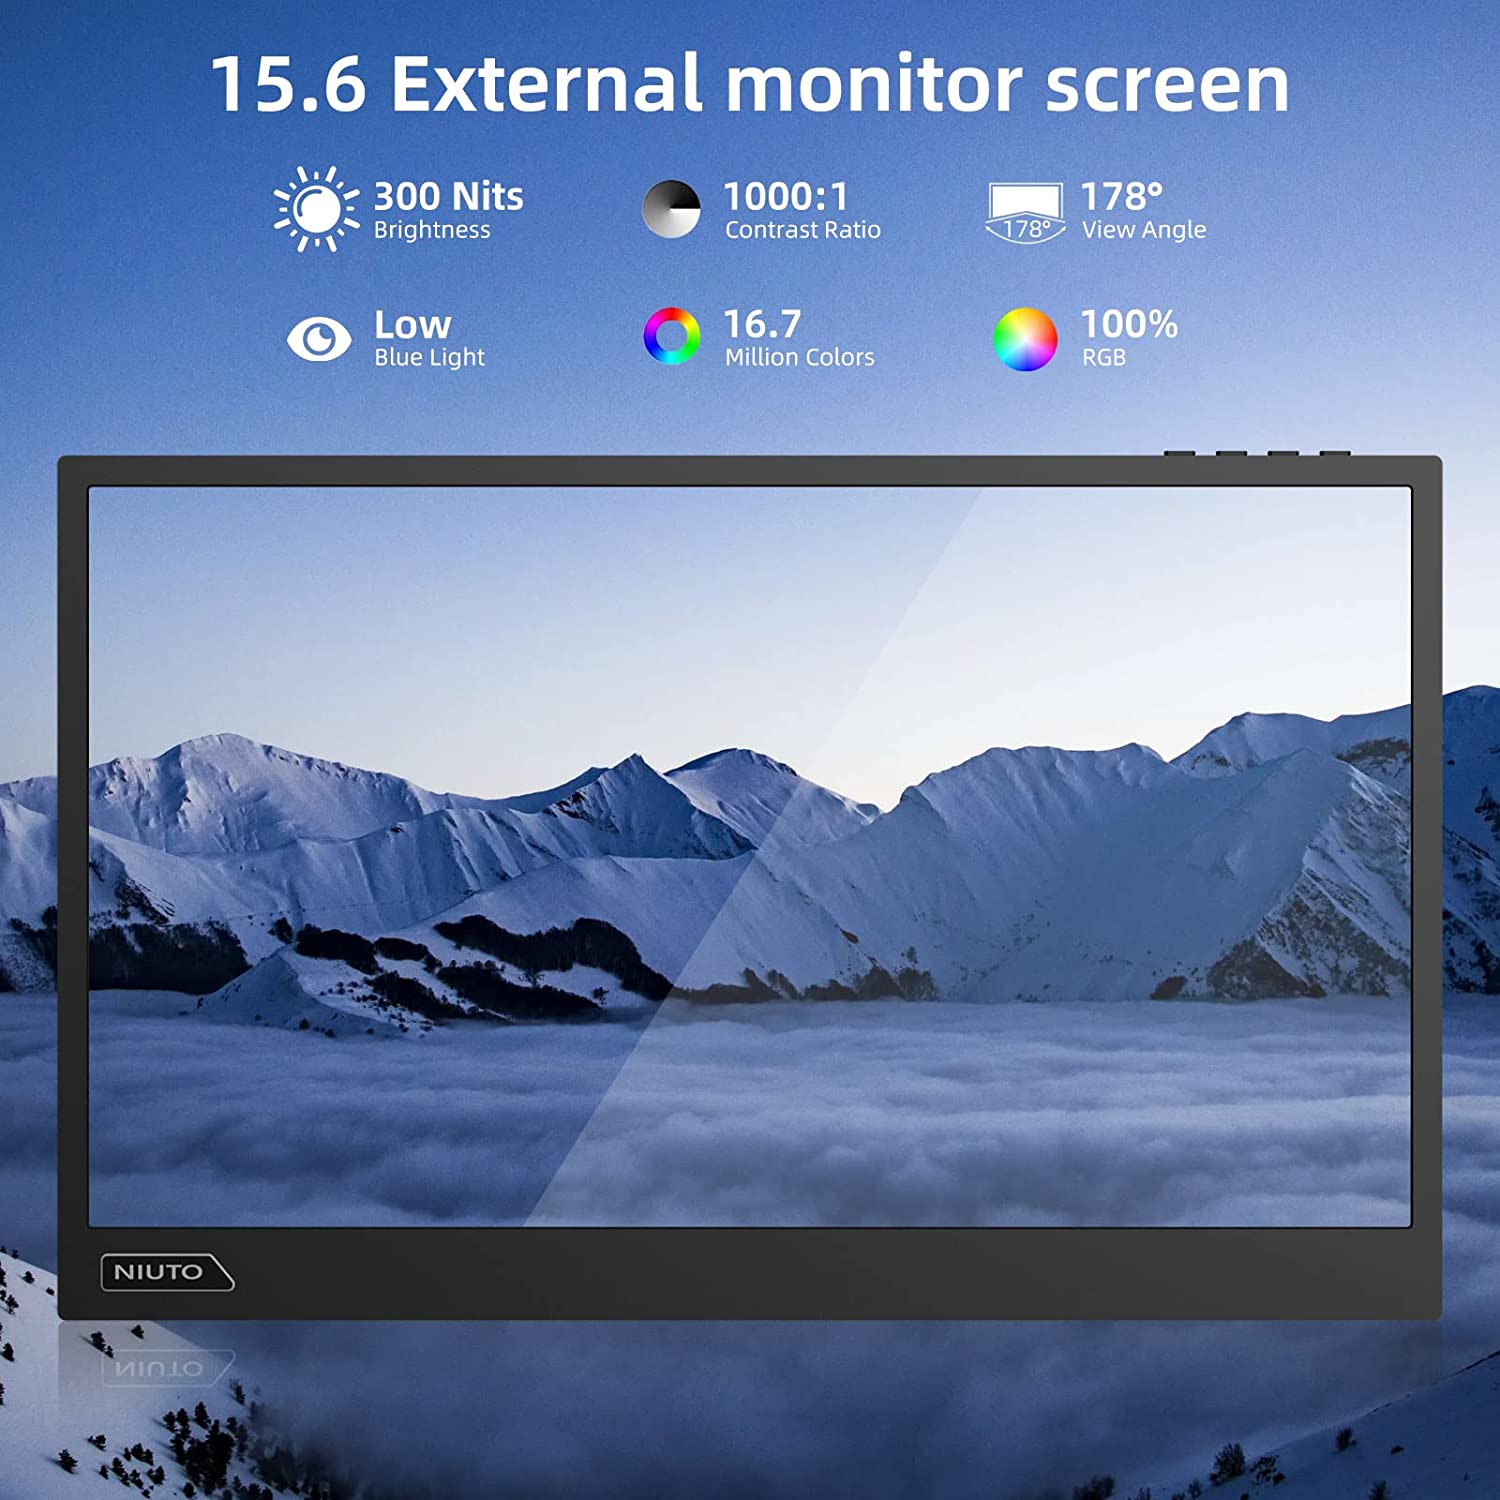 15.6 External monitor screen
300 Nits
Brightness
1000:1
Contrast Ratio
178°
178°
View Angle
Low
Blue Light
16.7
Million Colors
100%
RGB
NIUTO
NIUTO